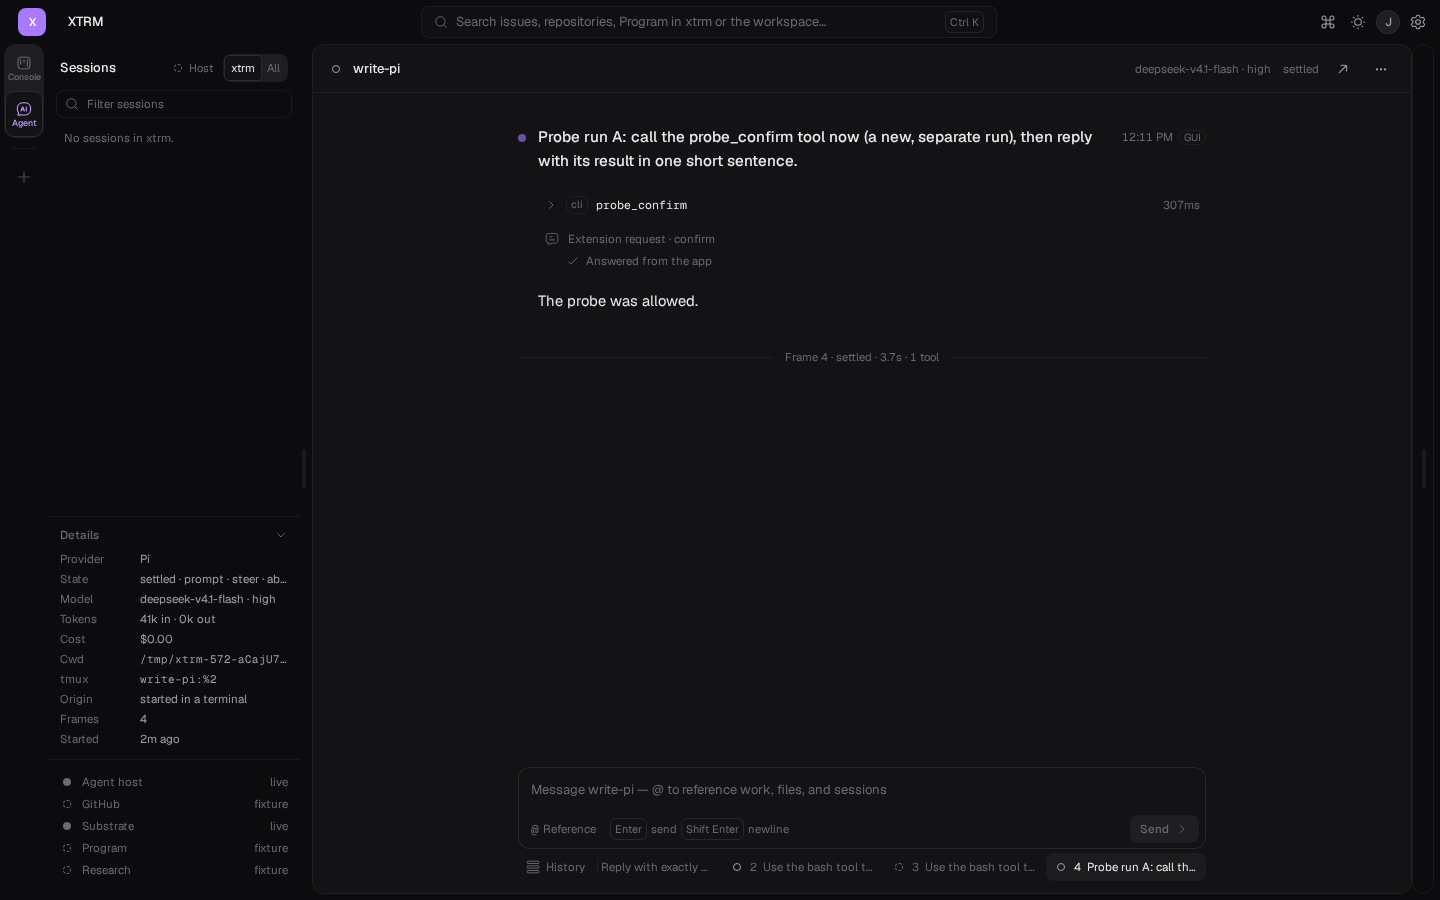 X
XTRM
Search issues, repositories, Program in xtrm or the workspace…
Ctrl K
J
Console
AI
Agent
Sessions
Host
xtrm
All
Filter sessions
No sessions in xtrm.
write-pi
deepseek-v4.1-flash · high
settled
Probe run A: call the probe_confirm tool now (a new, separate run), then reply
with its result in one short sentence.
12:11 PM
GUI
cli
probe_confirm
307ms
Extension request · confirm
Answered from the app
The probe was allowed.
Frame 4 · settled · 3.7s · 1 tool
Details
Provider Pi
State settled · prompt · steer · ab…
Model deepseek-v4.1-flash · high
Tokens 41k in · 0k out
Cost $0.00
Cwd /tmp/xtrm-572-aCajU7…
tmux write-pi:%2
Origin started in a terminal
Frames 4
Started 2m ago
Agent host live
GitHub fixture
Substrate live
Program fixture
Research fixture
Message write-pi — @ to reference work, files, and sessions
@ Reference Enter send Shift Enter newline
Send
History
Reply with exactly …
2 Use the bash tool t…
3 Use the bash tool t…
4 Probe run A: call th…